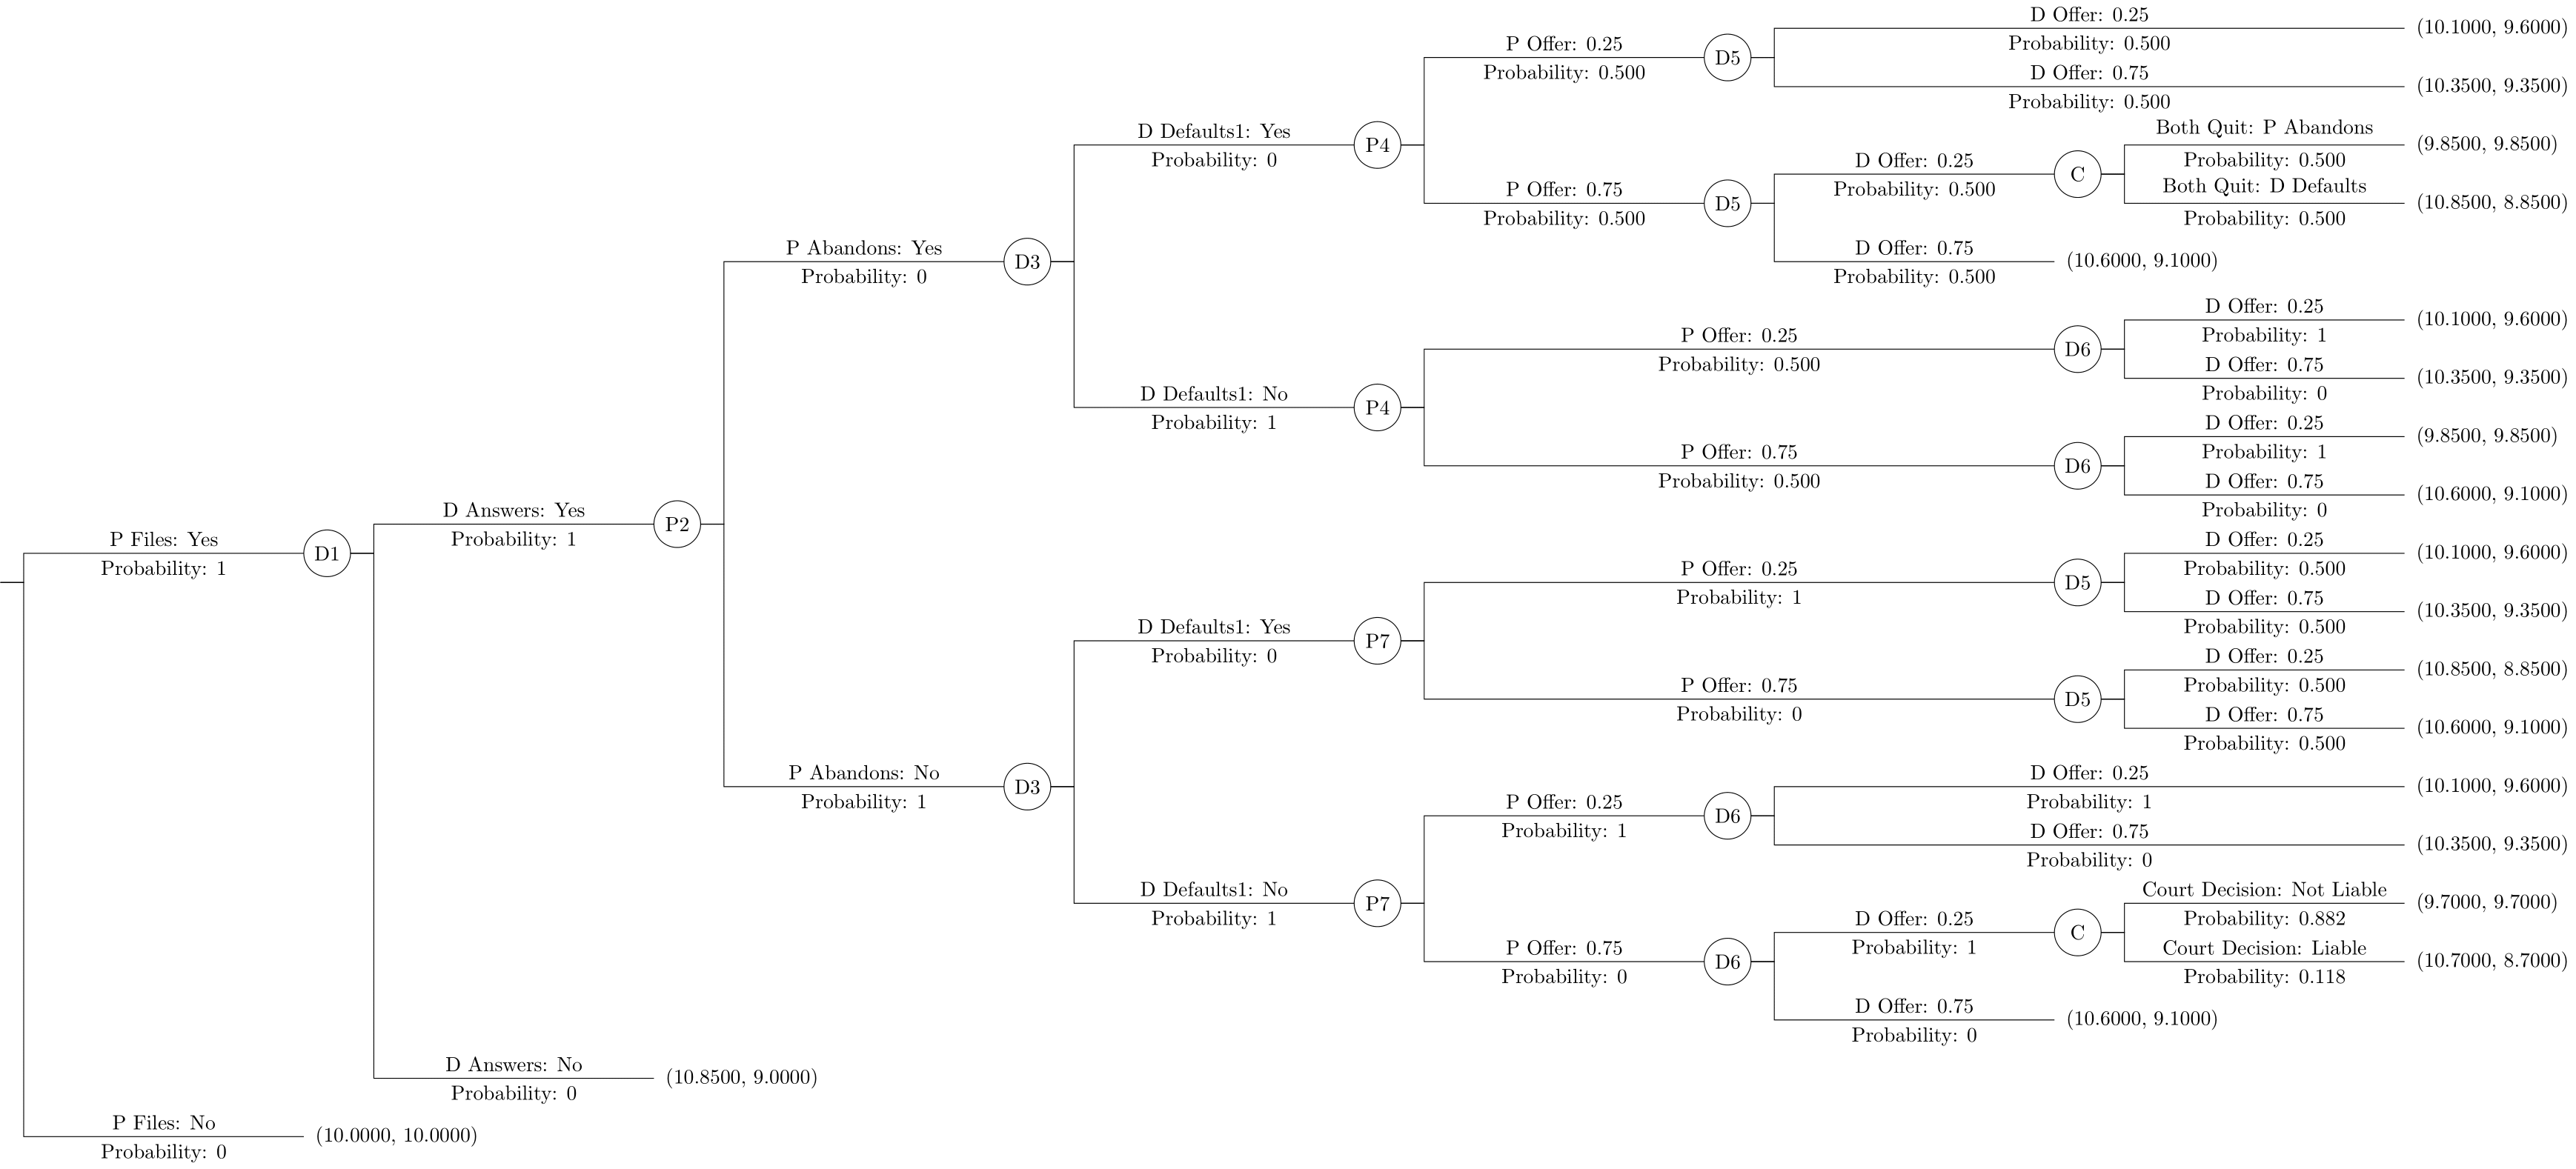 D Offer: 0.25
(10.1000, 9.6000)
P Offer: 0.25
Probability: 0.500
D5
Probability: 0.500
D Offer: 0.75
(10.3500, 9.3500)
Probability: 0.500
D Defaults1: Yes
Both Quit: P Abandons
P4
(9.8500, 9.8500)
Probability: 0
D Offer: 0.25
Probability: 0.500
C
P Offer: 0.75
Probability: 0.500
Both Quit: D Defaults
D5
(10.8500, 8.8500)
Probability: 0.500
Probability: 0.500
P Abandons: Yes
D Offer: 0.75
D3
(10.6000, 9.1000)
Probability: 0
Probability: 0.500
D Offer: 0.25
(10.1000, 9.6000)
P Offer: 0.25
Probability: 1
D6
Probability: 0.500
D Offer: 0.75
(10.3500, 9.3500)
D Defaults1: No
Probability: 0
P4
Probability: 1
D Offer: 0.25
(9.8500, 9.8500)
P Offer: 0.75
Probability: 1
D6
Probability: 0.500
D Offer: 0.75
(10.6000, 9.1000)
D Answers: Yes
Probability: 0
P2
P Files: Yes
Probability: 1
D Offer: 0.25
D1
(10.1000, 9.6000)
Probability: 1
P Offer: 0.25
Probability: 0.500
D5
Probability: 1
D Offer: 0.75
(10.3500, 9.3500)
D Defaults1: Yes
Probability: 0.500
P7
Probability: 0
D Offer: 0.25
(10.8500, 8.8500)
P Offer: 0.75
Probability: 0.500
D5
Probability: 0
D Offer: 0.75
(10.6000, 9.1000)
Probability: 0.500
P Abandons: No
D Offer: 0.25
D3
(10.1000, 9.6000)
Probability: 1
P Offer: 0.25
Probability: 1
D6
Probability: 1
D Offer: 0.75
(10.3500, 9.3500)
Probability: 0
D Defaults1: No
Court Decision: Not Liable
P7
(9.7000, 9.7000)
Probability: 1
D Offer: 0.25
Probability: 0.882
C
P Offer: 0.75
Probability: 1
Court Decision: Liable
D6
(10.7000, 8.7000)
Probability: 0
Probability: 0.118
D Offer: 0.75
(10.6000, 9.1000)
Probability: 0
D Answers: No
(10.8500, 9.0000)
Probability: 0
P Files: No
(10.0000, 10.0000)
Probability: 0